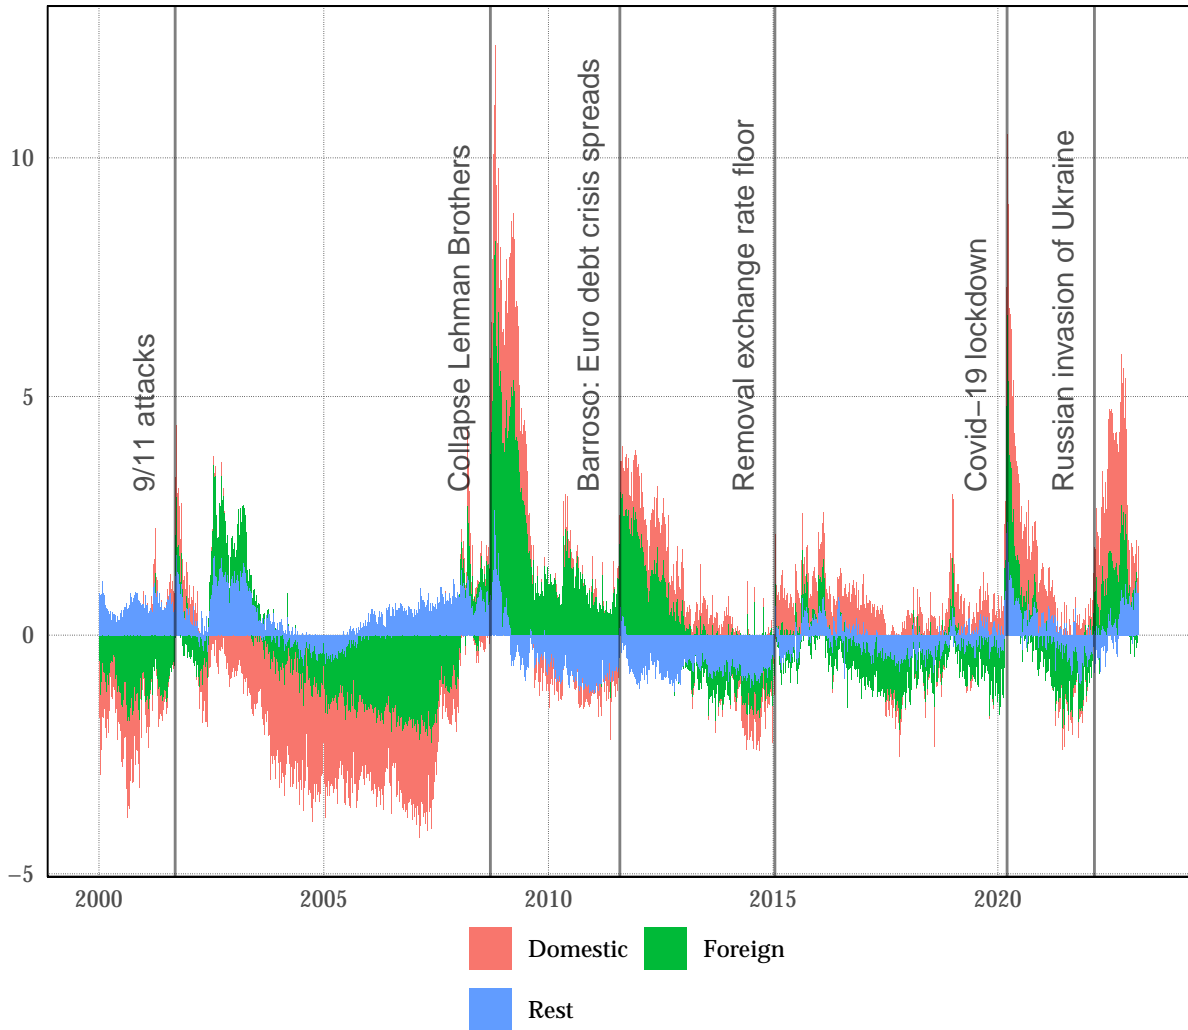 10
5
0
−5
9/11 attacks
Collapse Lehman Brothers
Barroso: Euro debt crisis spreads
Removal exchange rate floor
Covid−19 lockdown
Russian invasion of Ukraine
2000 2005 2010 2015 2020
Domestic Foreign
Rest